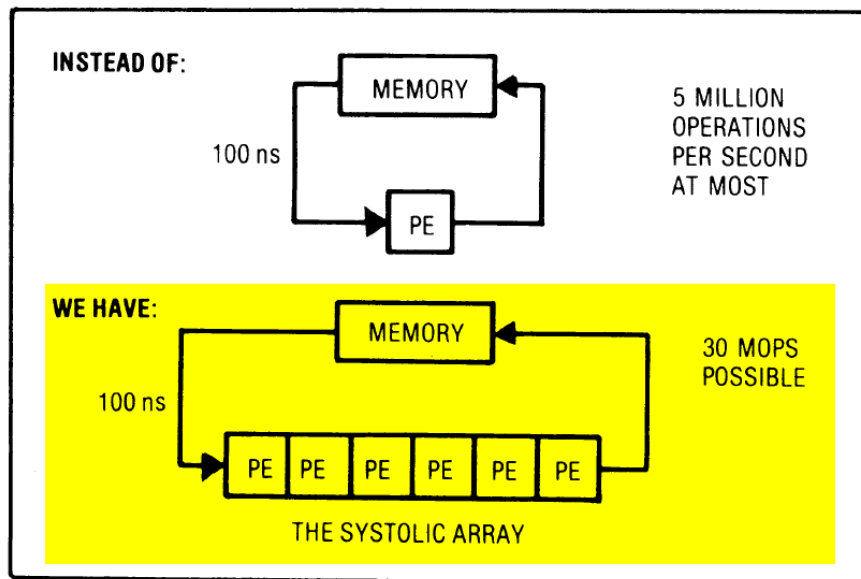 INSTEAD OF:
MEMORY
100 ns
PE
5 MILLION
OPERATIONS
PER SECOND
AT MOST
WE HAVE:
MEMORY
100 ns
30 MOPS
POSSIBLE
PE PE PE PE PE PE
THE SYSTOLIC ARRAY